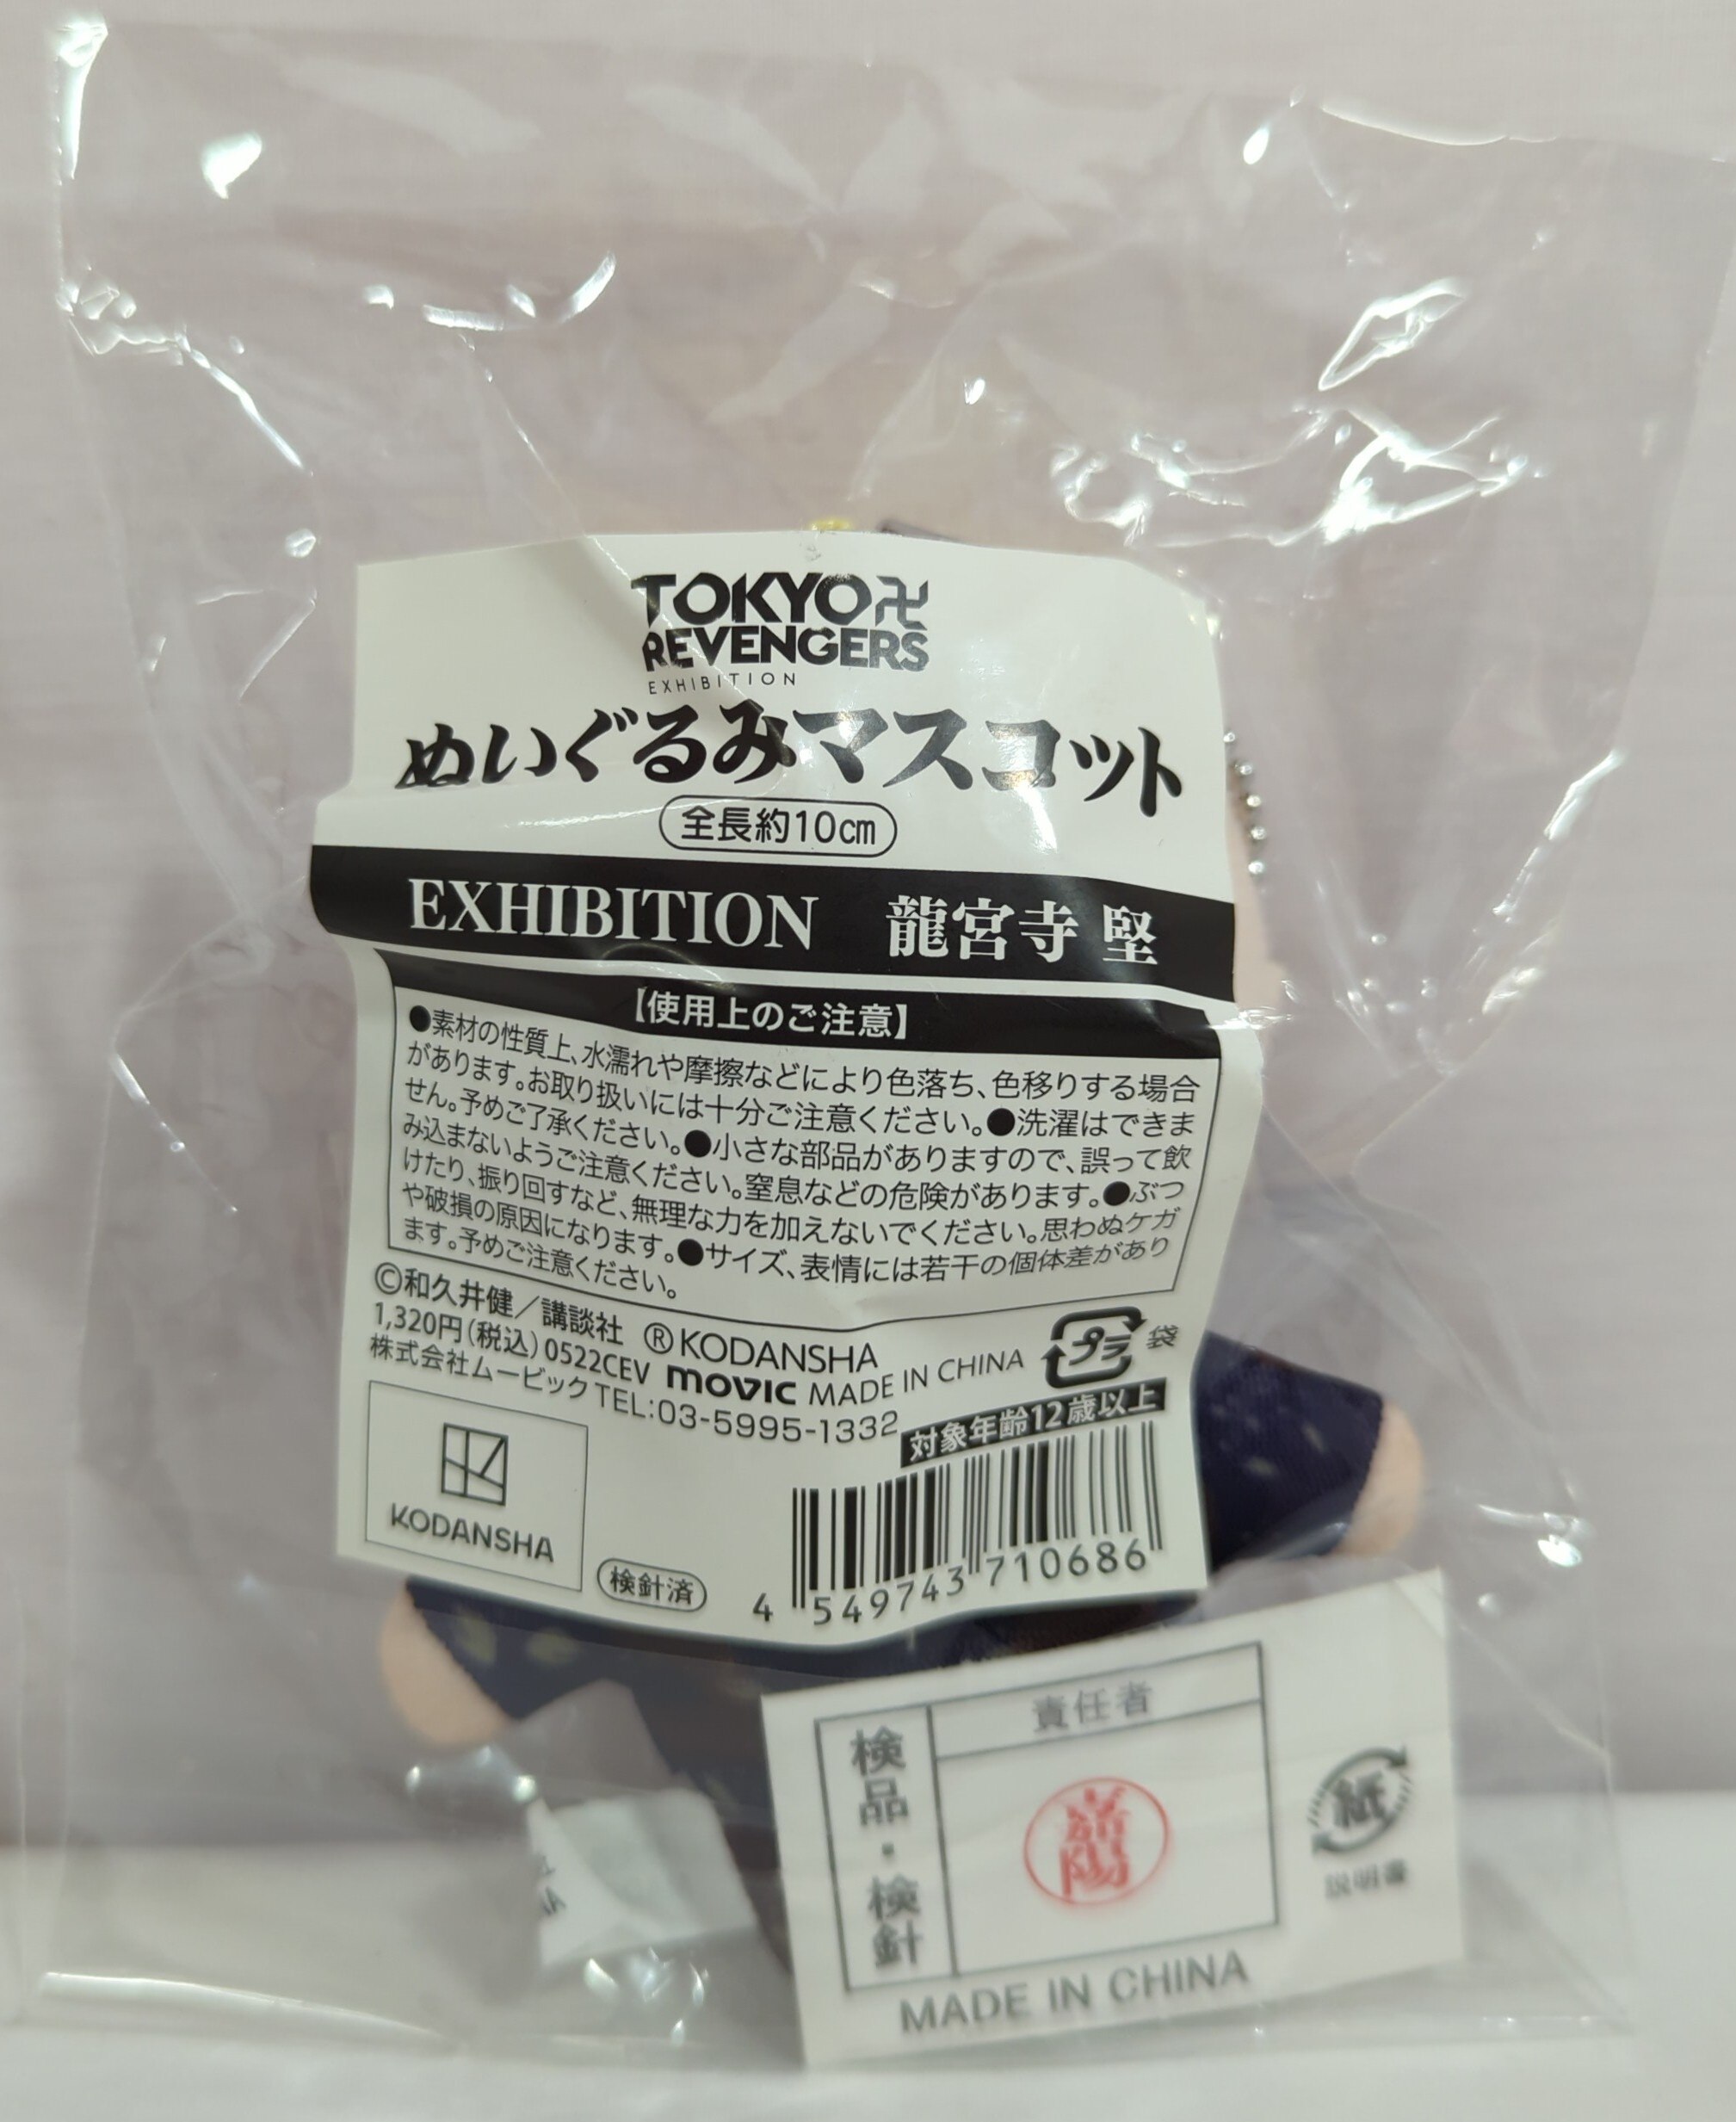 TOKYO卍
REVENGERS
EXHIBITION
ぬいぐるみマスコット
全長約10cm
EXHIBITION 龍宮寺 堅
【使用上のご注意】
●素材の性質上、水濡れや摩擦などにより色落ち、色移りする場合
があります。お取り扱いには十分ご注意ください。●洗濯はできま
せん。予めご了承ください。●小さな部品がありますので、誤って飲
み込まないようご注意ください。窒息などの危険があります。●ぶつ
けたり、振り回すなど、無理な力を加えないでください。思わぬケガ
や破損の原因になります。●サイズ、表情には若干の個体差があり
ます。予めご注意ください。
©和久井健／講談社 ®KODANSHA
1,320円(税込)0522CEV movic MADE IN CHINA
株式会社ムービック TEL:03-5995-1332
プラ 袋
対象年齢12歳以上
KODANSHA
検針済
4 549743 710686
検品・検針
責任者
紙
説明書
MADE IN CHINA